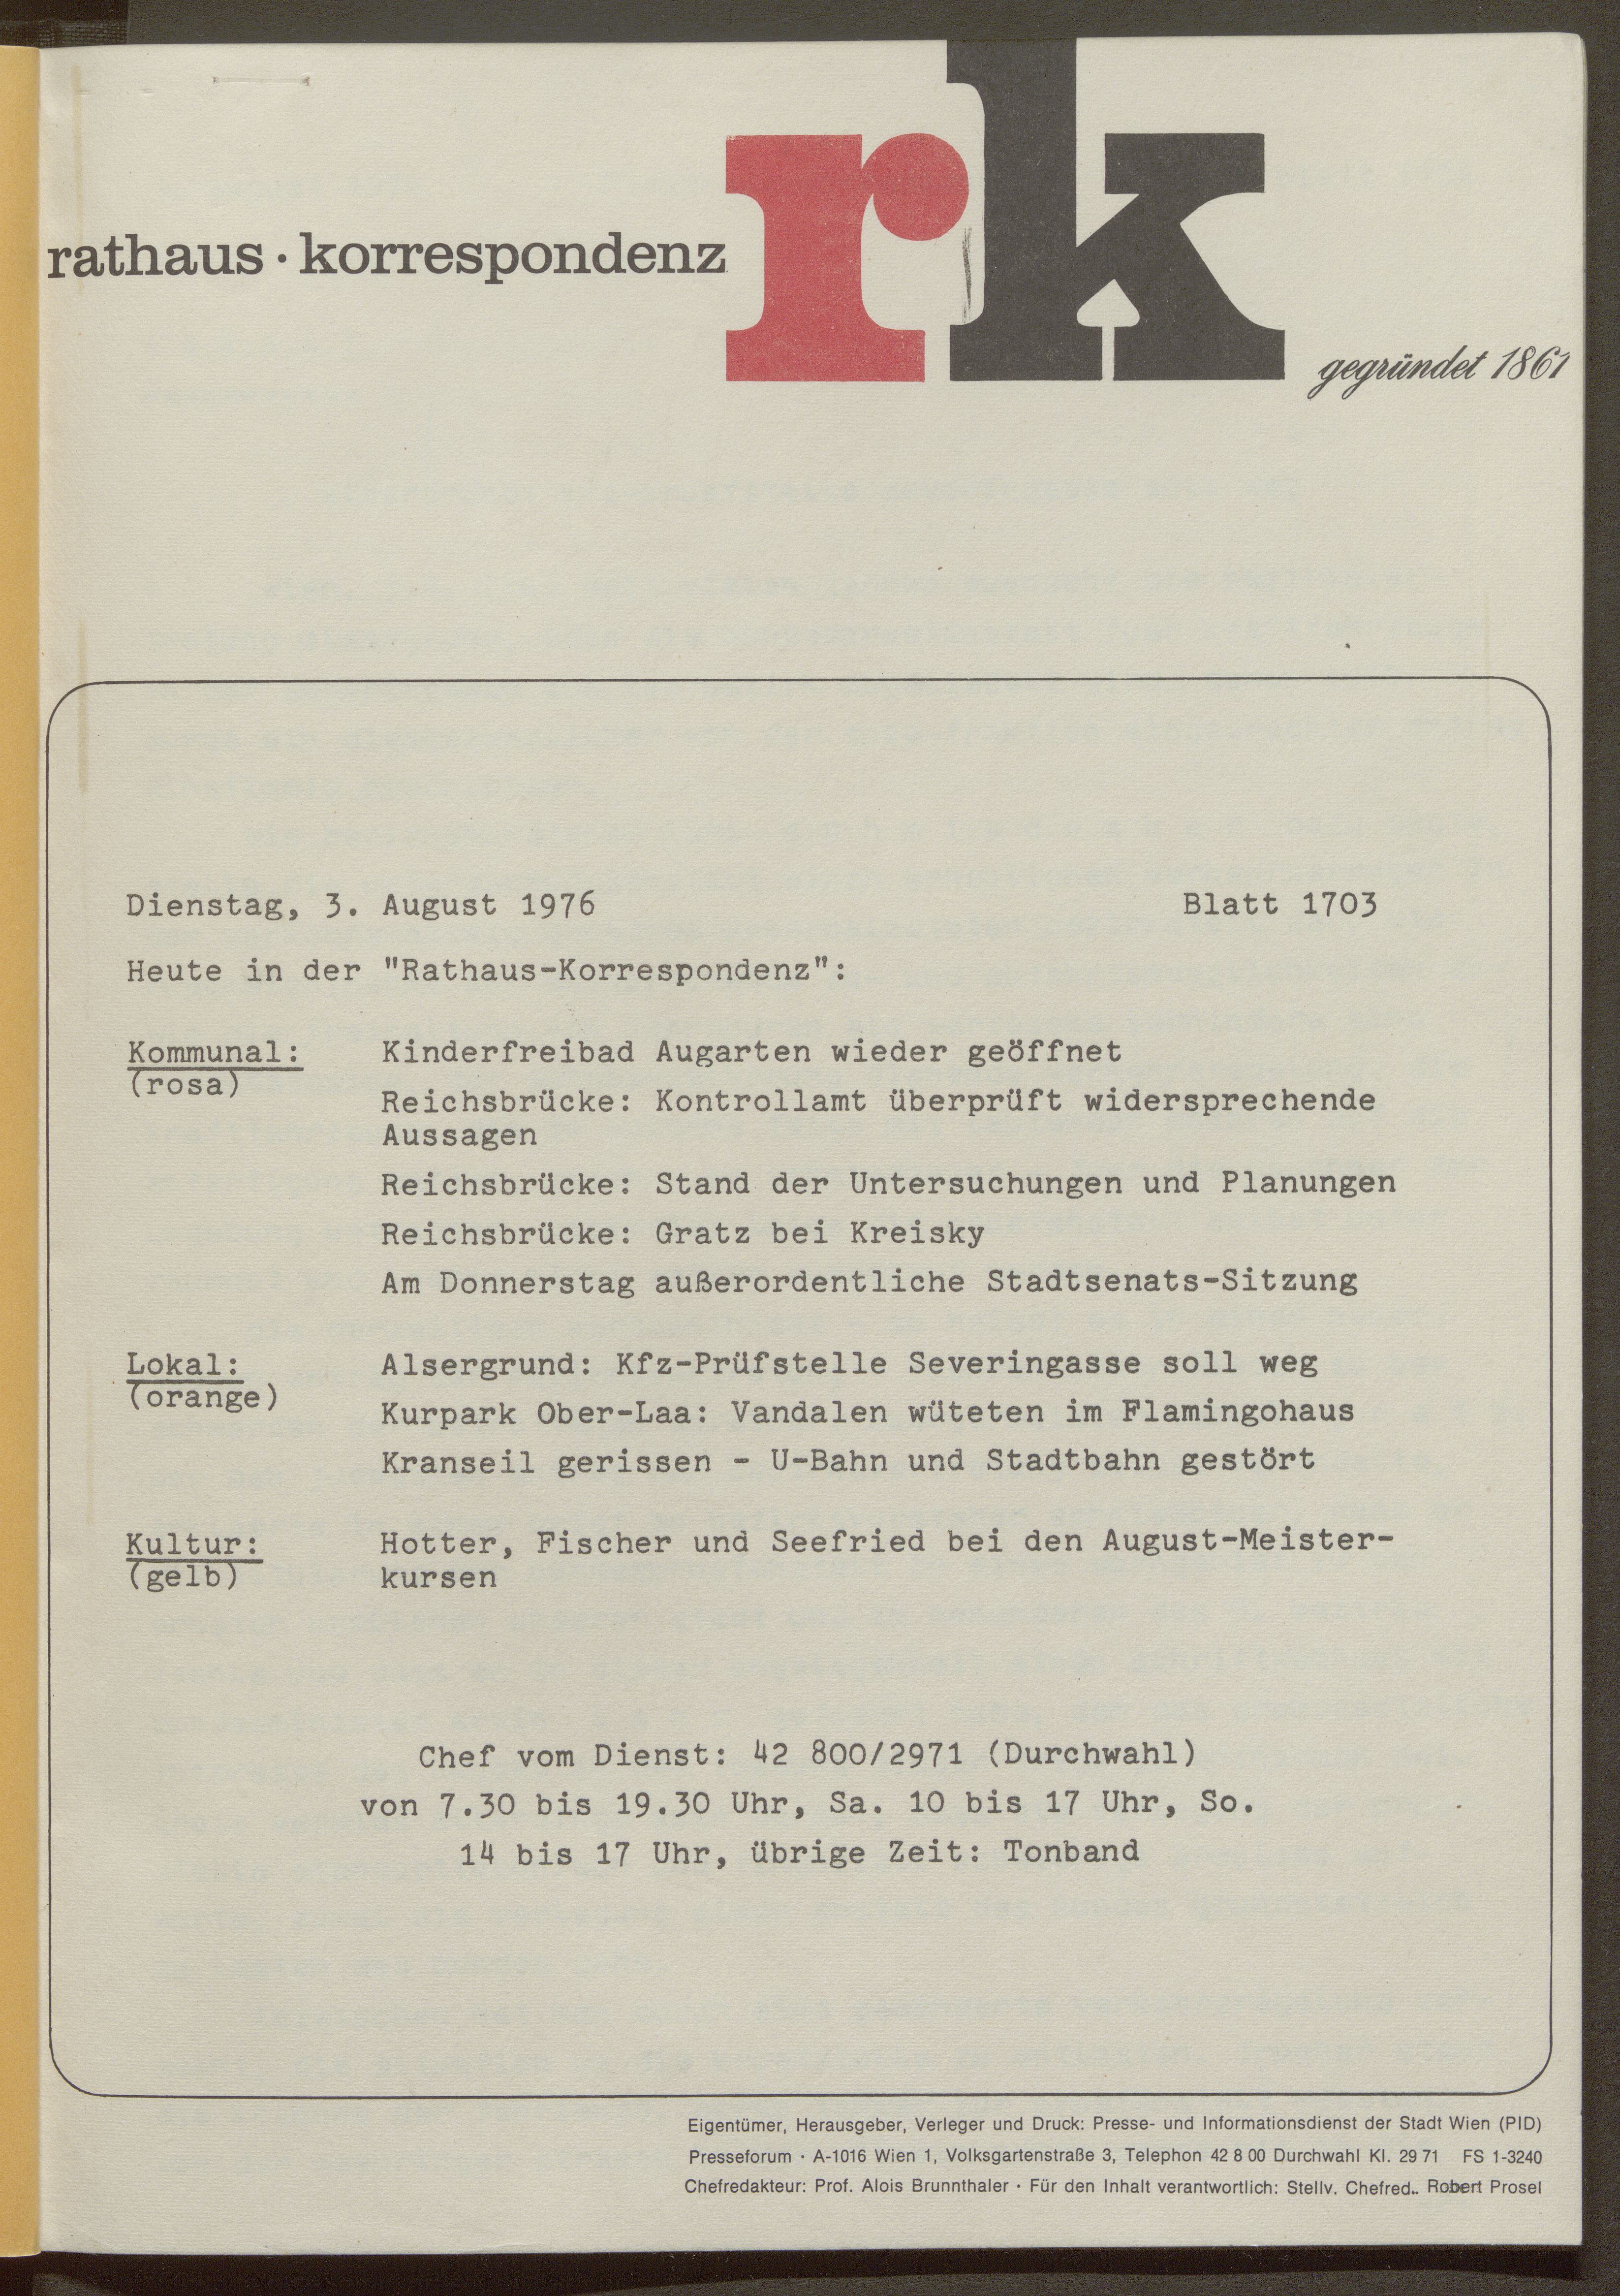 rathaus · korrespondenz rk
gegründet 1861
Dienstag, 3. August 1976 Blatt 1703
Heute in der "Rathaus-Korrespondenz":
Kommunal: Kinderfreibad Augarten wieder geöffnet
(rosa)
Reichsbrücke: Kontrollamt überprüft widersprechende
Aussagen
Reichsbrücke: Stand der Untersuchungen und Planungen
Reichsbrücke: Gratz bei Kreisky
Am Donnerstag außerordentliche Stadtsenats-Sitzung
Lokal: Alsergrund: Kfz-Prüfstelle Severingasse soll weg
(orange)
Kurpark Ober-Laa: Vandalen wüteten im Flamingohaus
Kranseil gerissen - U-Bahn und Stadtbahn gestört
Kultur: Hotter, Fischer und Seefried bei den August-Meister-
(gelb) kursen
Chef vom Dienst: 42 800/2971 (Durchwahl)
von 7.30 bis 19.30 Uhr, Sa. 10 bis 17 Uhr, So.
14 bis 17 Uhr, übrige Zeit: Tonband
Eigentümer, Herausgeber, Verleger und Druck: Presse- und Informationsdienst der Stadt Wien (PID)
Presseforum · A-1016 Wien 1, Volksgartenstraße 3, Telephon 42 8 00 Durchwahl Kl. 29 71 FS 1-3240
Chefredakteur: Prof. Alois Brunnthaler · Für den Inhalt verantwortlich: Stellv. Chefred.. Robert Prosel